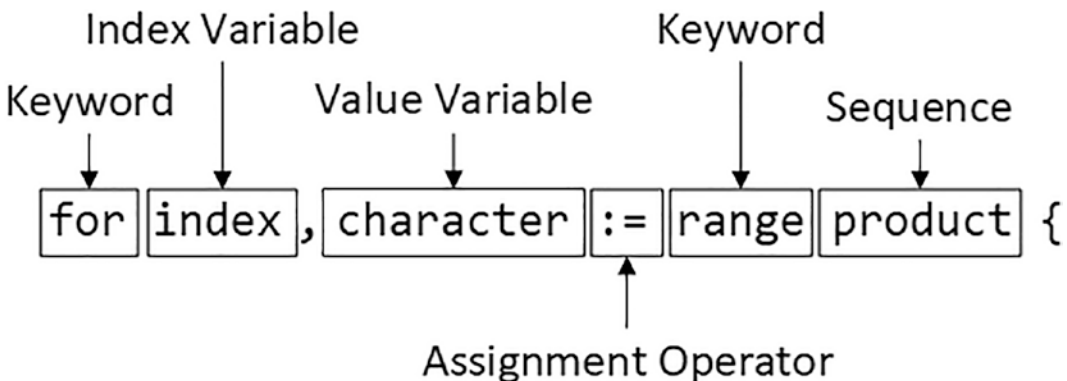 Index Variable
Keyword
Keyword
Value Variable
Sequence
for index, character := range product {
Assignment Operator